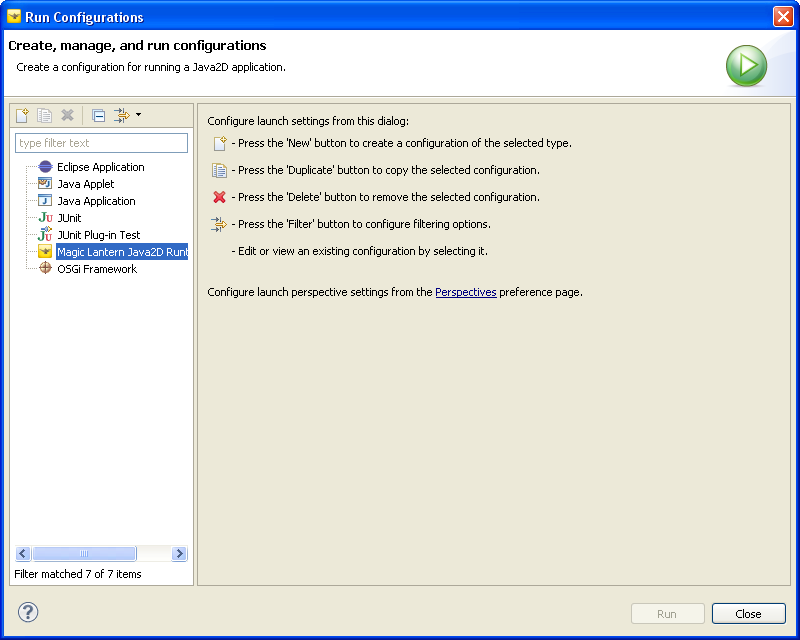 Run Configurations
Create, manage, and run configurations
Create a configuration for running a Java2D application.
type filter text
Eclipse Application
Java Applet
Java Application
JUnit
JUnit Plug-in Test
Magic Lantern Java2D Runt
OSGi Framework
Filter matched 7 of 7 items
Configure launch settings from this dialog:
- Press the 'New' button to create a configuration of the selected type.
- Press the 'Duplicate' button to copy the selected configuration.
- Press the 'Delete' button to remove the selected configuration.
- Press the 'Filter' button to configure filtering options.
- Edit or view an existing configuration by selecting it.
Configure launch perspective settings from the Perspectives preference page.
Run
Close